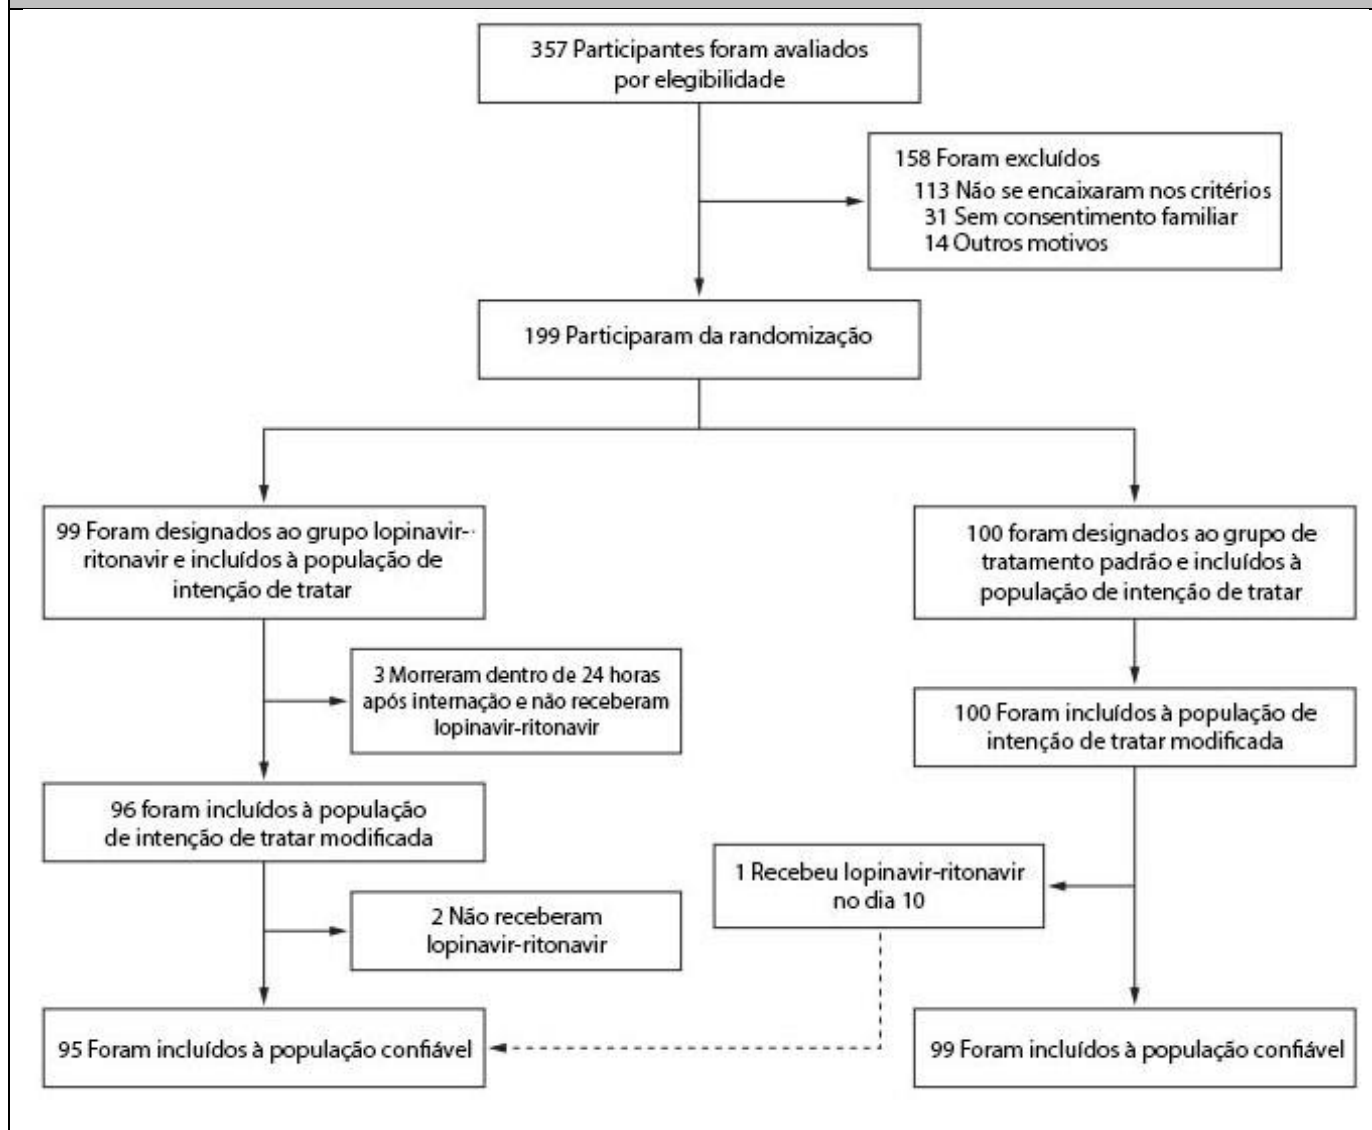 357 Participantes foram avaliados
por elegibilidade
158 Foram excluídos
113 Não se encaixaram nos critérios
31 Sem consentimento familiar
14 Outros motivos
199 Participaram da randomização
99 Foram designados ao grupo lopinavir-
ritonavir e incluídos à população de
intenção de tratar
100 foram designados ao grupo de
tratamento padrão e incluídos à
população de intenção de tratar
3 Morreram dentro de 24 horas
após internação e não receberam
lopinavir-ritonavir
100 Foram incluídos à população de
intenção de tratar modificada
96 foram incluídos à população
de intenção de tratar modificada
1 Recebeu lopinavir-ritonavir
no dia 10
2 Não receberam
lopinavir-ritonavir
95 Foram incluídos à população confiável
99 Foram incluídos à população confiável